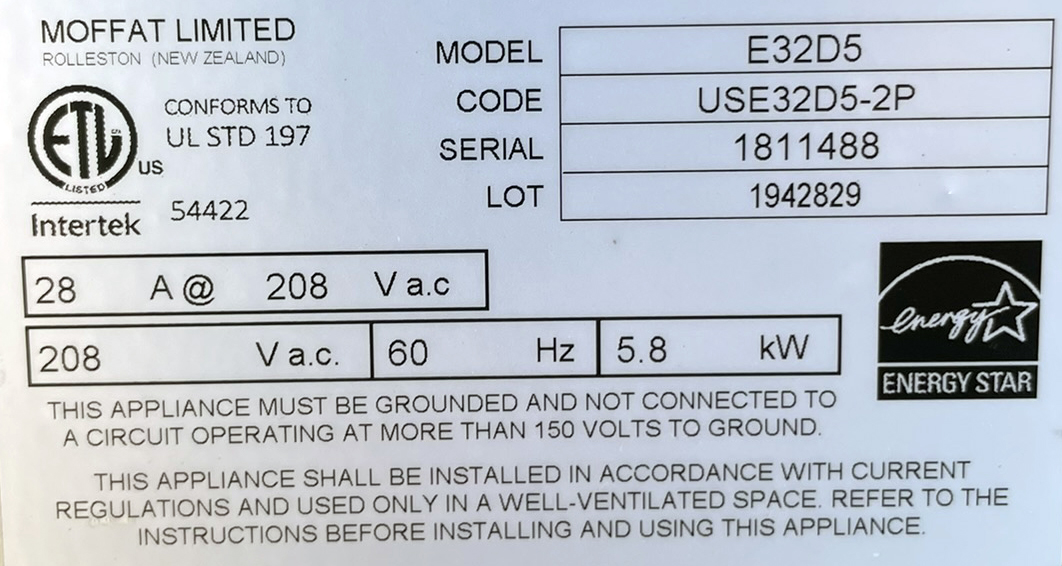 MOFFAT LIMITED
ROLLESTON (NEW ZEALAND)
ETL
LISTED
US
Intertek
CONFORMS TO
UL STD 197
54422
MODEL E32D5
CODE USE32D5-2P
SERIAL 1811488
LOT 1942829
28 A@ 208 V a.c
208 V a.c. 60 Hz 5.8 kW
energy
ENERGY STAR
THIS APPLIANCE MUST BE GROUNDED AND NOT CONNECTED TO
A CIRCUIT OPERATING AT MORE THAN 150 VOLTS TO GROUND.
THIS APPLIANCE SHALL BE INSTALLED IN ACCORDANCE WITH CURRENT
REGULATIONS AND USED ONLY IN A WELL-VENTILATED SPACE. REFER TO THE
INSTRUCTIONS BEFORE INSTALLING AND USING THIS APPLIANCE.